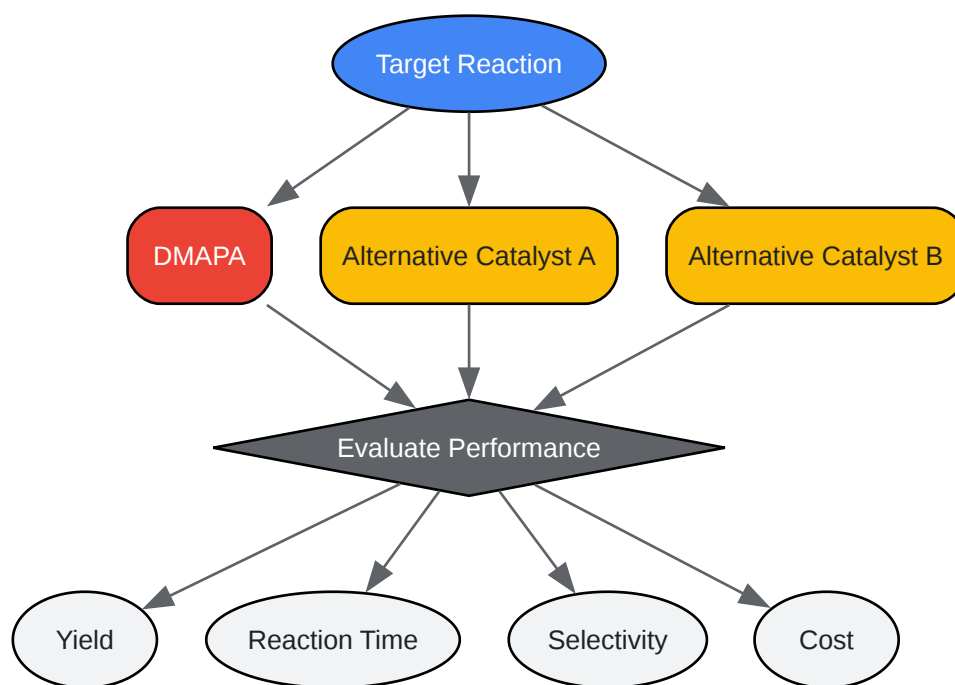 Target Reaction
DMAPA
Alternative Catalyst A
Alternative Catalyst B
Evaluate Performance
Yield
Reaction Time
Selectivity
Cost